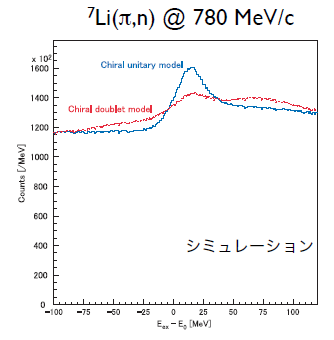 ⁷Li(π,n) @ 780 MeV/c
×10²
1600
1400
1200
1000
800
600
400
200
0
Counts [/MeV]
Chiral unitary model
Chiral doublet model
シミュレーション
-100 -75 -50 -25 0 25 50 75 100
E_ex - E_0 [MeV]